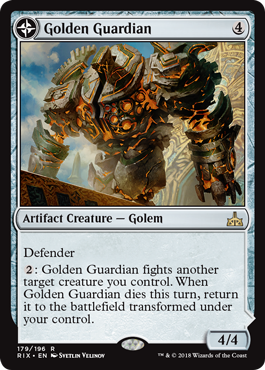 Golden Guardian 4
Artifact Creature — Golem
Defender
2: Golden Guardian fights another
target creature you control. When
Golden Guardian dies this turn, return
it to the battlefield transformed under
your control.
4/4
179/196 R
RIX • EN SVETLIN VELINOV
™ & © 2018 Wizards of the Coast